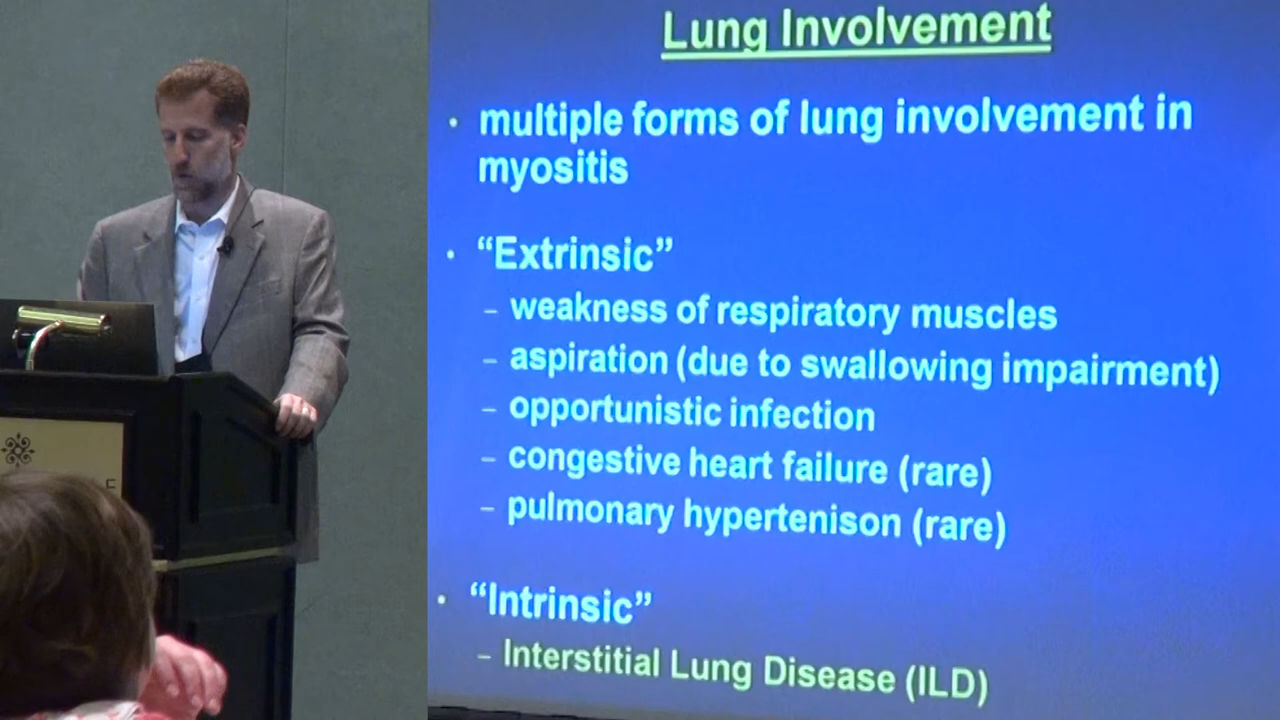 Lung Involvement
• multiple forms of lung involvement in
myositis
• “Extrinsic”
– weakness of respiratory muscles
– aspiration (due to swallowing impairment)
– opportunistic infection
– congestive heart failure (rare)
– pulmonary hypertenison (rare)
• “Intrinsic”
– Interstitial Lung Disease (ILD)